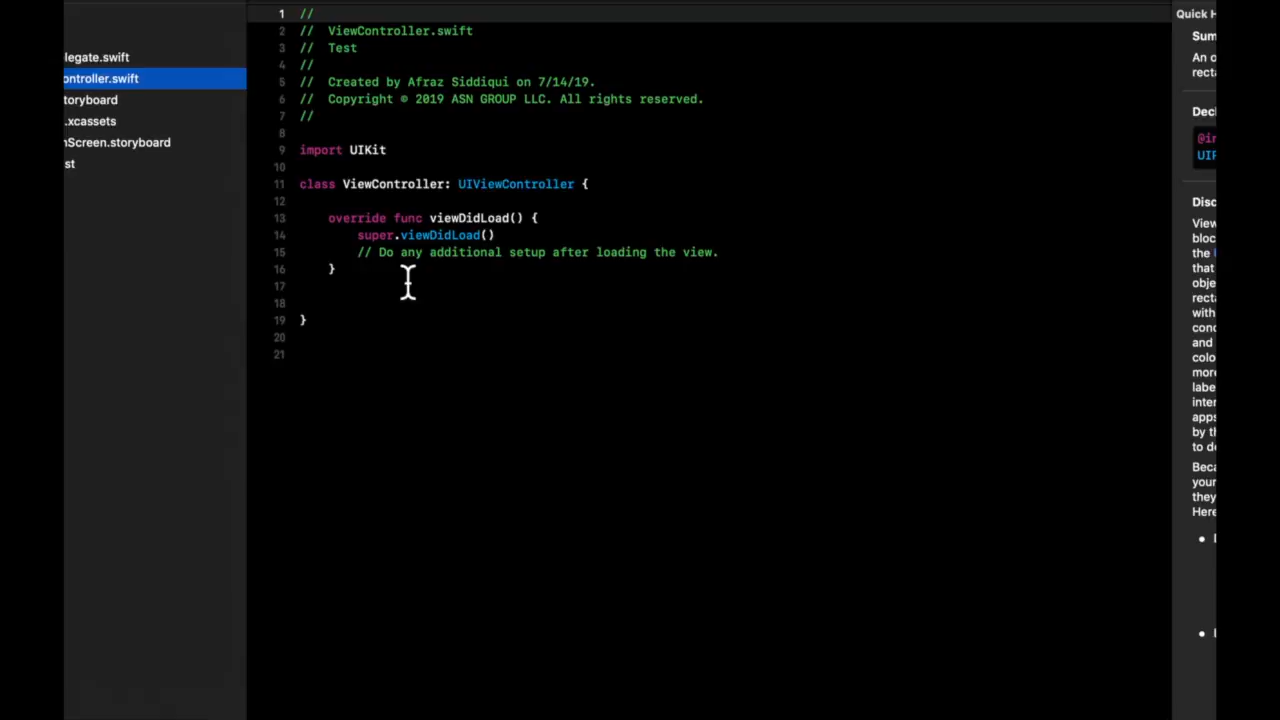 legate.swift
ontroller.swift
toryboard
.xcassets
nScreen.storyboard
st
1 //
2 //  ViewController.swift
3 //  Test
4 //
5 //  Created by Afraz Siddiqui on 7/14/19.
6 //  Copyright © 2019 ASN GROUP LLC. All rights reserved.
7 //
8
9 import UIKit
10
11 class ViewController: UIViewController {
12
13     override func viewDidLoad() {
14         super.viewDidLoad()
15         // Do any additional setup after loading the view.
16     }
17
18
19 }
20
21
Quick H
Sum
An o
recta
Decl
@in
UIR
Disc
View
bloc
the
that
obje
recta
with
conc
and
colo
more
labe
inter
apps
by th
to de
Beca
your
they
Here